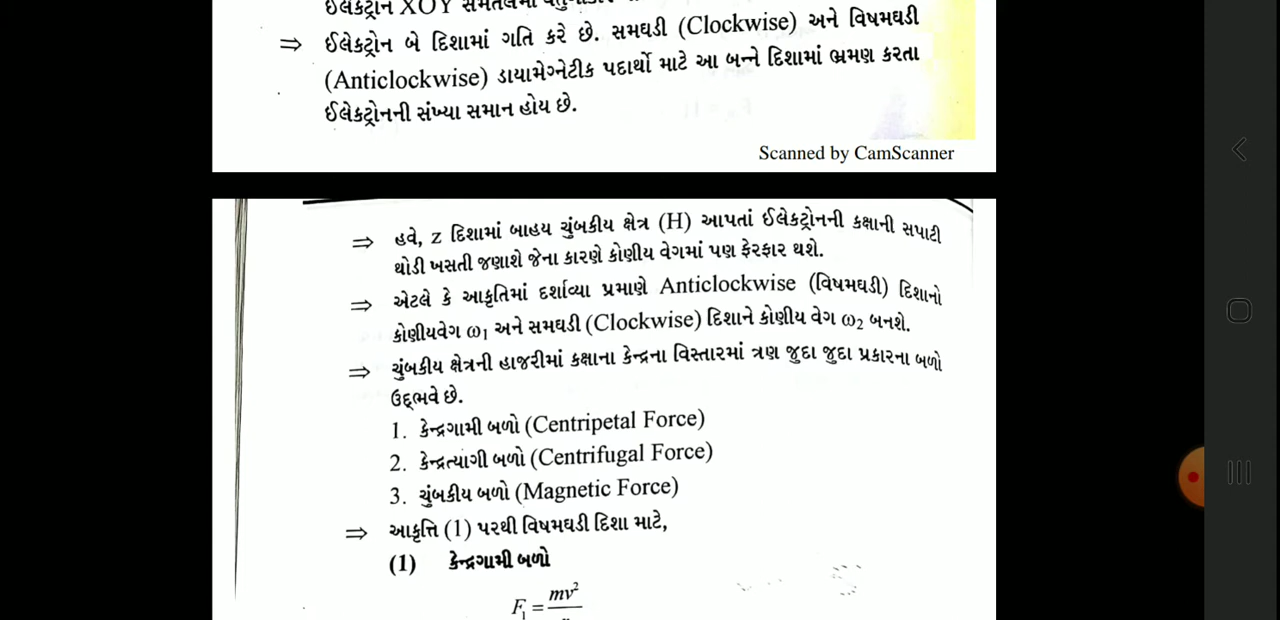 ઈલેક્ટ્રોન XOY સમતલમાં
⇒ ઈલેક્ટ્રોન બે દિશામાં ગતિ કરે છે. સમઘડી (Clockwise) અને વિષમઘડી
(Anticlockwise) ડાયામેગ્નેટીક પદાર્થો માટે આ બન્ને દિશામાં ભ્રમણ કરતા
ઈલેક્ટ્રોનની સંખ્યા સમાન હોય છે.
Scanned by CamScanner
⇒ હવે, z દિશામાં બાહય ચુંબકીય ક્ષેત્ર (H) આપતાં ઈલેક્ટ્રોનની કક્ષાની સપાટી
થોડી ખસતી જણાશે જેના કારણે કોણીય વેગમાં પણ ફેરફાર થશે.
⇒ એટલે કે આકૃતિમાં દર્શાવ્યા પ્રમાણે Anticlockwise (વિષમઘડી) દિશાનો
કોણીયવેગ ω₁ અને સમઘડી (Clockwise) દિશાને કોણીય વેગ ω₂ બનશે.
⇒ ચુંબકીય ક્ષેત્રની હાજરીમાં કક્ષાના કેન્દ્રના વિસ્તારમાં ત્રણ જુદા જુદા પ્રકારના બળો
ઉદ્દભવે છે.
1. કેન્દ્રગામી બળો (Centripetal Force)
2. કેન્દ્રત્યાગી બળો (Centrifugal Force)
3. ચુંબકીય બળો (Magnetic Force)
⇒ આકૃત્તિ (1) પરથી વિષમઘડી દિશા માટે,
(1) કેન્દ્રગામી બળો
F₁ = mv²